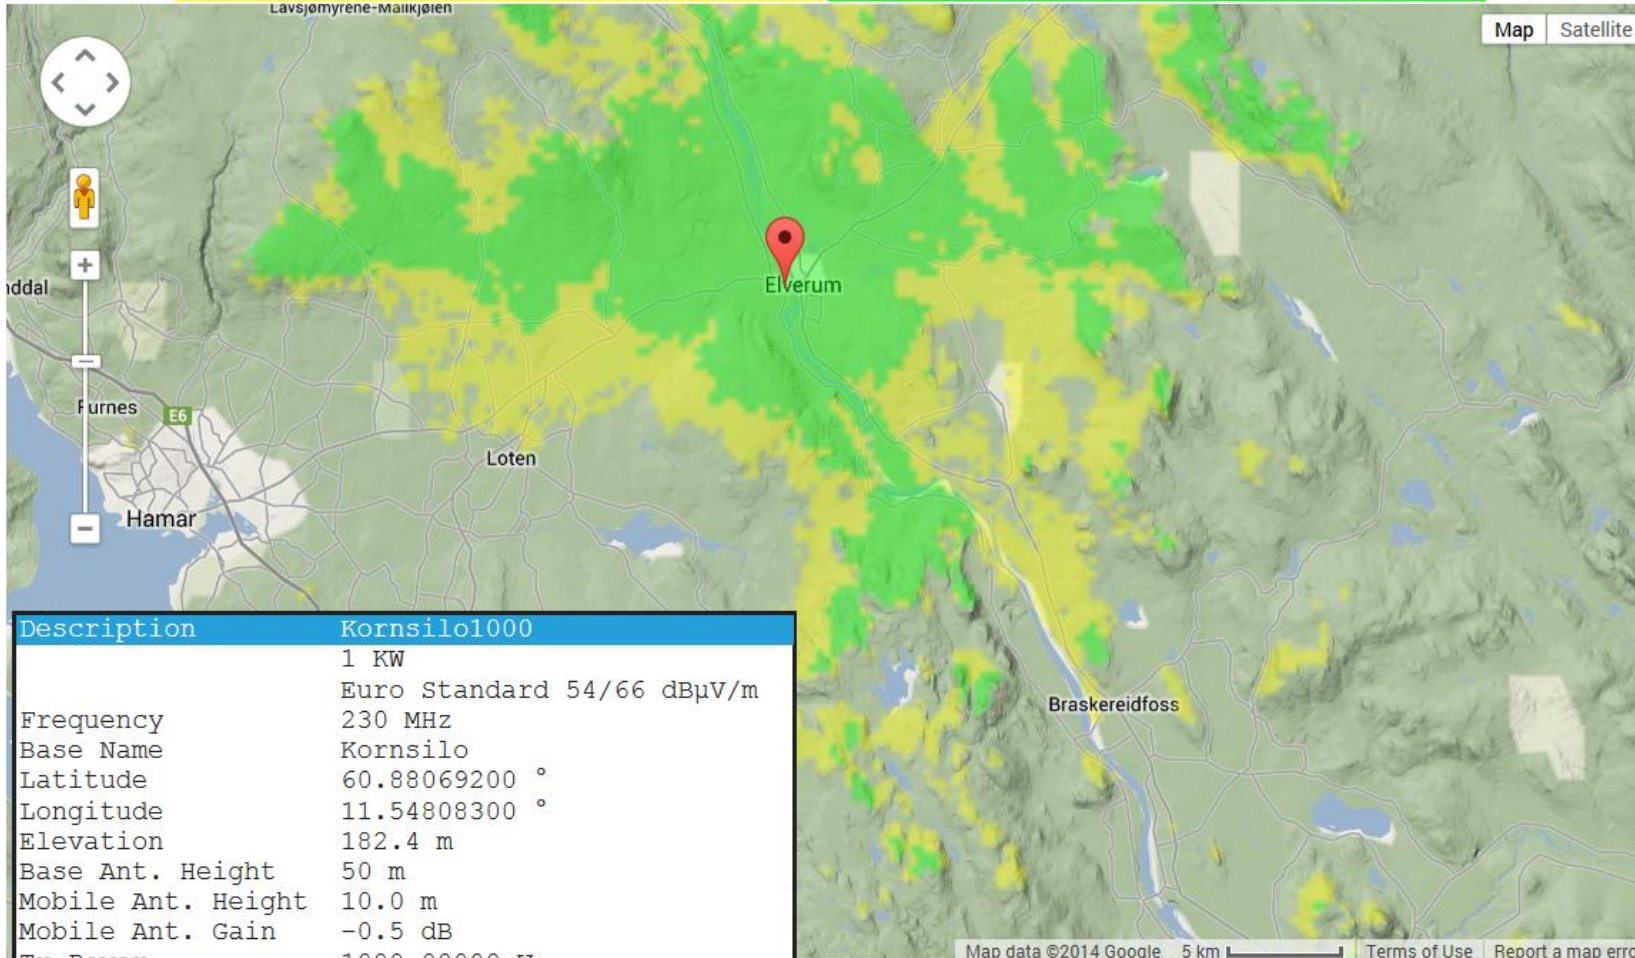 Lavsjømyrene-Malikjølen
Map Satellite
Elverum
Furnes
E6
Loten
Hamar
Braskereidfoss
Description Kornsilo1000
1 KW
Euro Standard 54/66 dBµV/m
Frequency 230 MHz
Base Name Kornsilo
Latitude 60.88069200 °
Longitude 11.54808300 °
Elevation 182.4 m
Base Ant. Height 50 m
Mobile Ant. Height 10.0 m
Mobile Ant. Gain -0.5 dB
Map data ©2014 Google 5 km Terms of Use Report a map erro